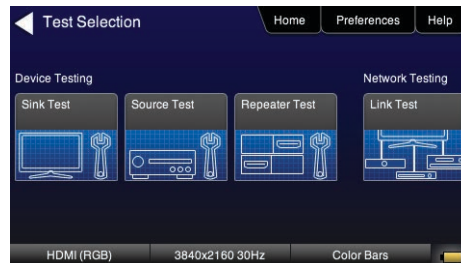 Test Selection
Home
Preferences
Help
Device Testing
Network Testing
Sink Test
Source Test
Repeater Test
Link Test
HDMI (RGB)
3840x2160 30Hz
Color Bars